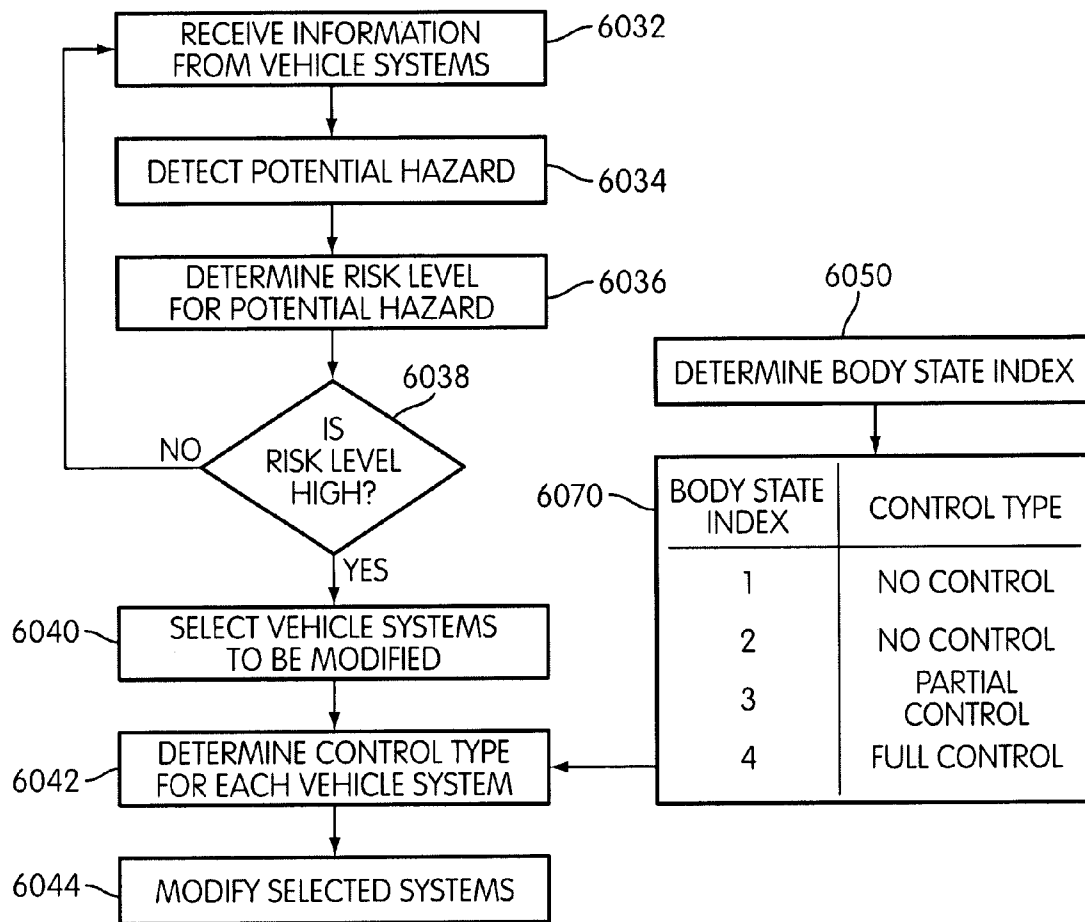 RECEIVE INFORMATION
FROM VEHICLE SYSTEMS
6032
DETECT POTENTIAL HAZARD
6034
DETERMINE RISK LEVEL
FOR POTENTIAL HAZARD
6036
6038
IS
RISK LEVEL
HIGH?
NO
YES
6040
SELECT VEHICLE SYSTEMS
TO BE MODIFIED
6042
DETERMINE CONTROL TYPE
FOR EACH VEHICLE SYSTEM
6044
MODIFY SELECTED SYSTEMS
6050
DETERMINE BODY STATE INDEX
6070
BODY STATE
INDEX
CONTROL TYPE
1 NO CONTROL
2 NO CONTROL
3 PARTIAL
CONTROL
4 FULL CONTROL